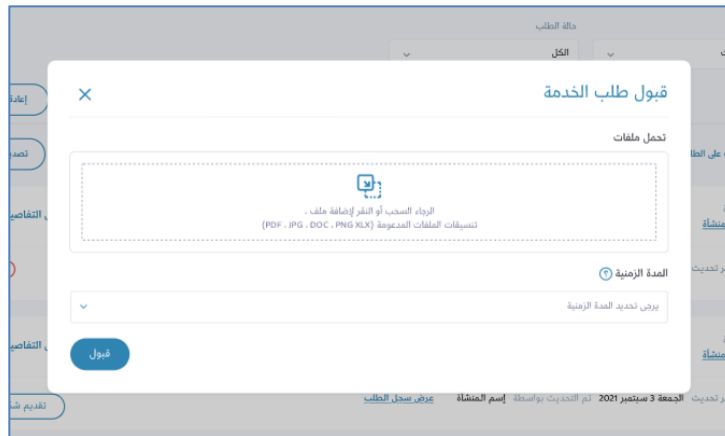 حالة الطلب
الكل
قبول طلب الخدمة
تحمل ملفات
الرجاء السحب أو النقر لإضافة ملف ،
تنسيقات الملفات المدعومة (PDF ، JPG ، DOC ، PNG XLX)
المدة الزمنية
يرجى تحديد المدة الزمنية
قبول
الجمعة 3 سبتمبر 2021 تم التحديث بواسطة إسم المنشأة عرض سجل الطلب